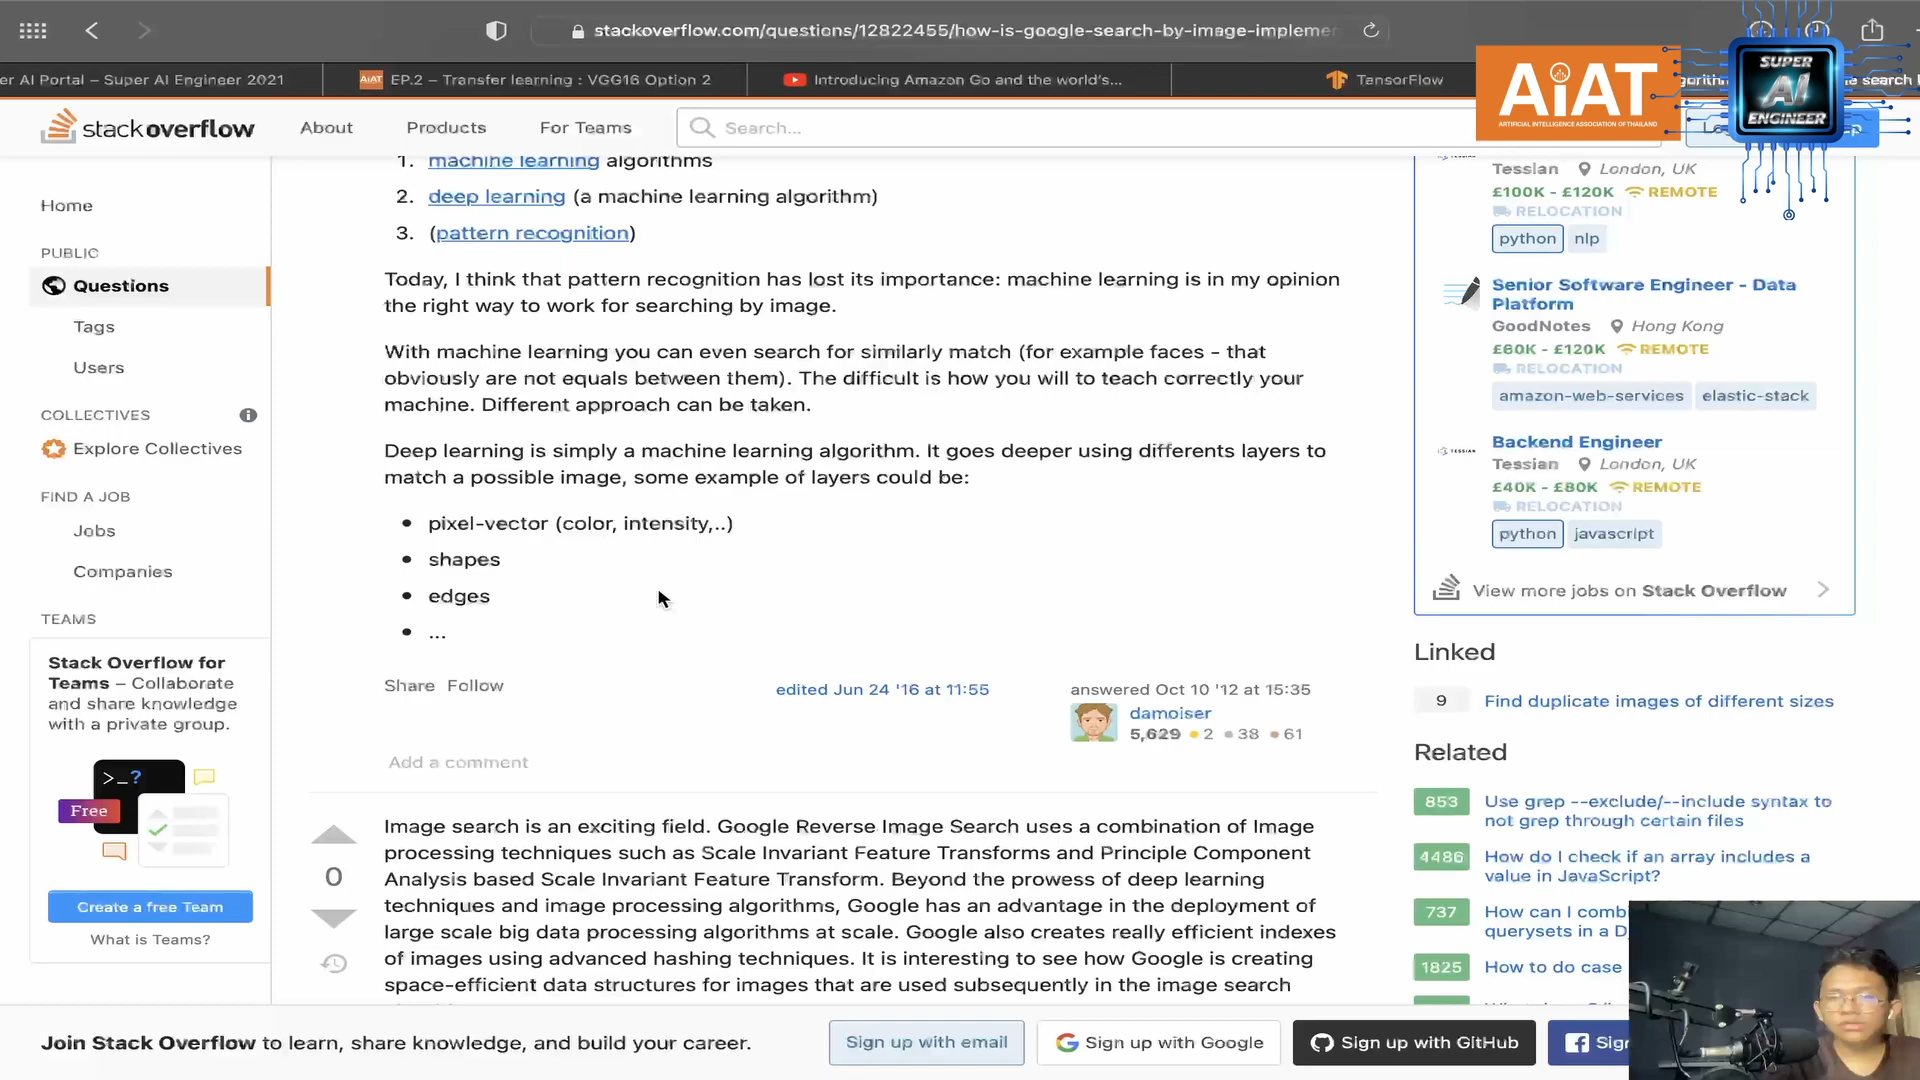 stackoverflow.com/questions/12822455/how-is-google-search-by-image-implemer
er AI Portal – Super AI Engineer 2021
AiAT
EP.2 – Transfer learning : VGG16 Option 2
Introducing Amazon Go and the world's...
TensorFlow
AiAT
ARTIFICIAL INTELLIGENCE ASSOCIATION OF THAILAND
SUPER
AI
ENGINEER
stackoverflow
About
Products
For Teams
Search...
Home
PUBLIC
Questions
Tags
Users
COLLECTIVES
Explore Collectives
FIND A JOB
Jobs
Companies
TEAMS
Stack Overflow for
Teams – Collaborate
and share knowledge
with a private group.
>_?
Free
Create a free Team
What is Teams?
1. machine learning algorithms
2. deep learning (a machine learning algorithm)
3. (pattern recognition)
Today, I think that pattern recognition has lost its importance: machine learning is in my opinion
the right way to work for searching by image.
With machine learning you can even search for similarly match (for example faces - that
obviously are not equals between them). The difficult is how you will to teach correctly your
machine. Different approach can be taken.
Deep learning is simply a machine learning algorithm. It goes deeper using differents layers to
match a possible image, some example of layers could be:
• pixel-vector (color, intensity,..)
• shapes
• edges
• ...
Share Follow
edited Jun 24 '16 at 11:55
answered Oct 10 '12 at 15:35
damoiser
5,629 2 38 61
Add a comment
0
Image search is an exciting field. Google Reverse Image Search uses a combination of Image
processing techniques such as Scale Invariant Feature Transforms and Principle Component
Analysis based Scale Invariant Feature Transform. Beyond the prowess of deep learning
techniques and image processing algorithms, Google has an advantage in the deployment of
large scale big data processing algorithms at scale. Google also creates really efficient indexes
of images using advanced hashing techniques. It is interesting to see how Google is creating
space-efficient data structures for images that are used subsequently in the image search
Tessian London, UK
£100K - £120K REMOTE
RELOCATION
python nlp
Senior Software Engineer - Data
Platform
GoodNotes Hong Kong
£60K - £120K REMOTE
RELOCATION
amazon-web-services elastic-stack
TESSIAN
Backend Engineer
Tessian London, UK
£40K - £80K REMOTE
RELOCATION
python javascript
View more jobs on Stack Overflow
Linked
9 Find duplicate images of different sizes
Related
853 Use grep --exclude/--include syntax to
not grep through certain files
4486 How do I check if an array includes a
value in JavaScript?
737 How can I comb
querysets in a D
1825 How to do case
Join Stack Overflow to learn, share knowledge, and build your career.
Sign up with email
Sign up with Google
Sign up with GitHub
Sig